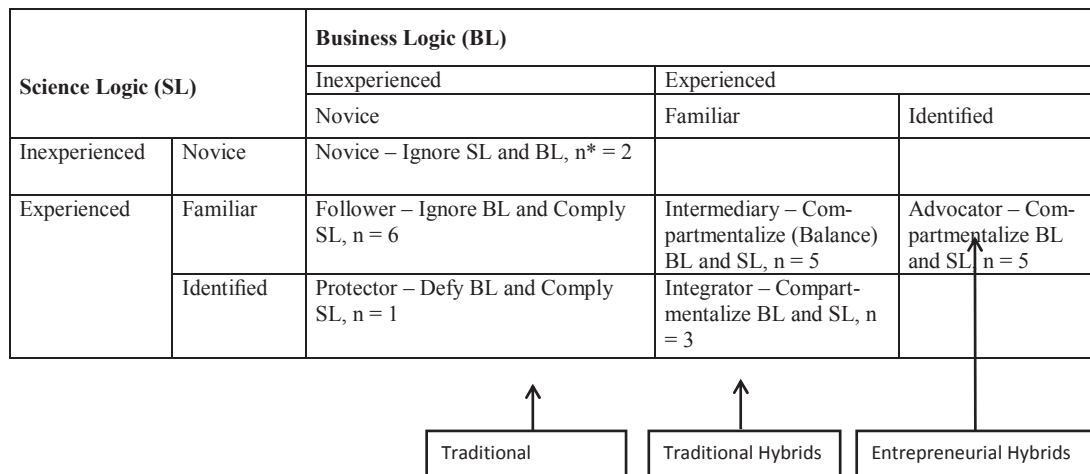 Science Logic (SL)
Business Logic (BL)
Inexperienced
Experienced
Novice
Familiar
Identified
Inexperienced
Novice
Novice – Ignore SL and BL, n* = 2
Experienced
Familiar
Follower – Ignore BL and Comply
SL, n = 6
Intermediary – Com-
partmentalize (Balance)
BL and SL, n = 5
Advocator – Com-
partmentalize BL
and SL, n = 5
Identified
Protector – Defy BL and Comply
SL, n = 1
Integrator – Compart-
mentalize BL and SL, n
= 3
Traditional
Traditional Hybrids
Entrepreneurial Hybrids